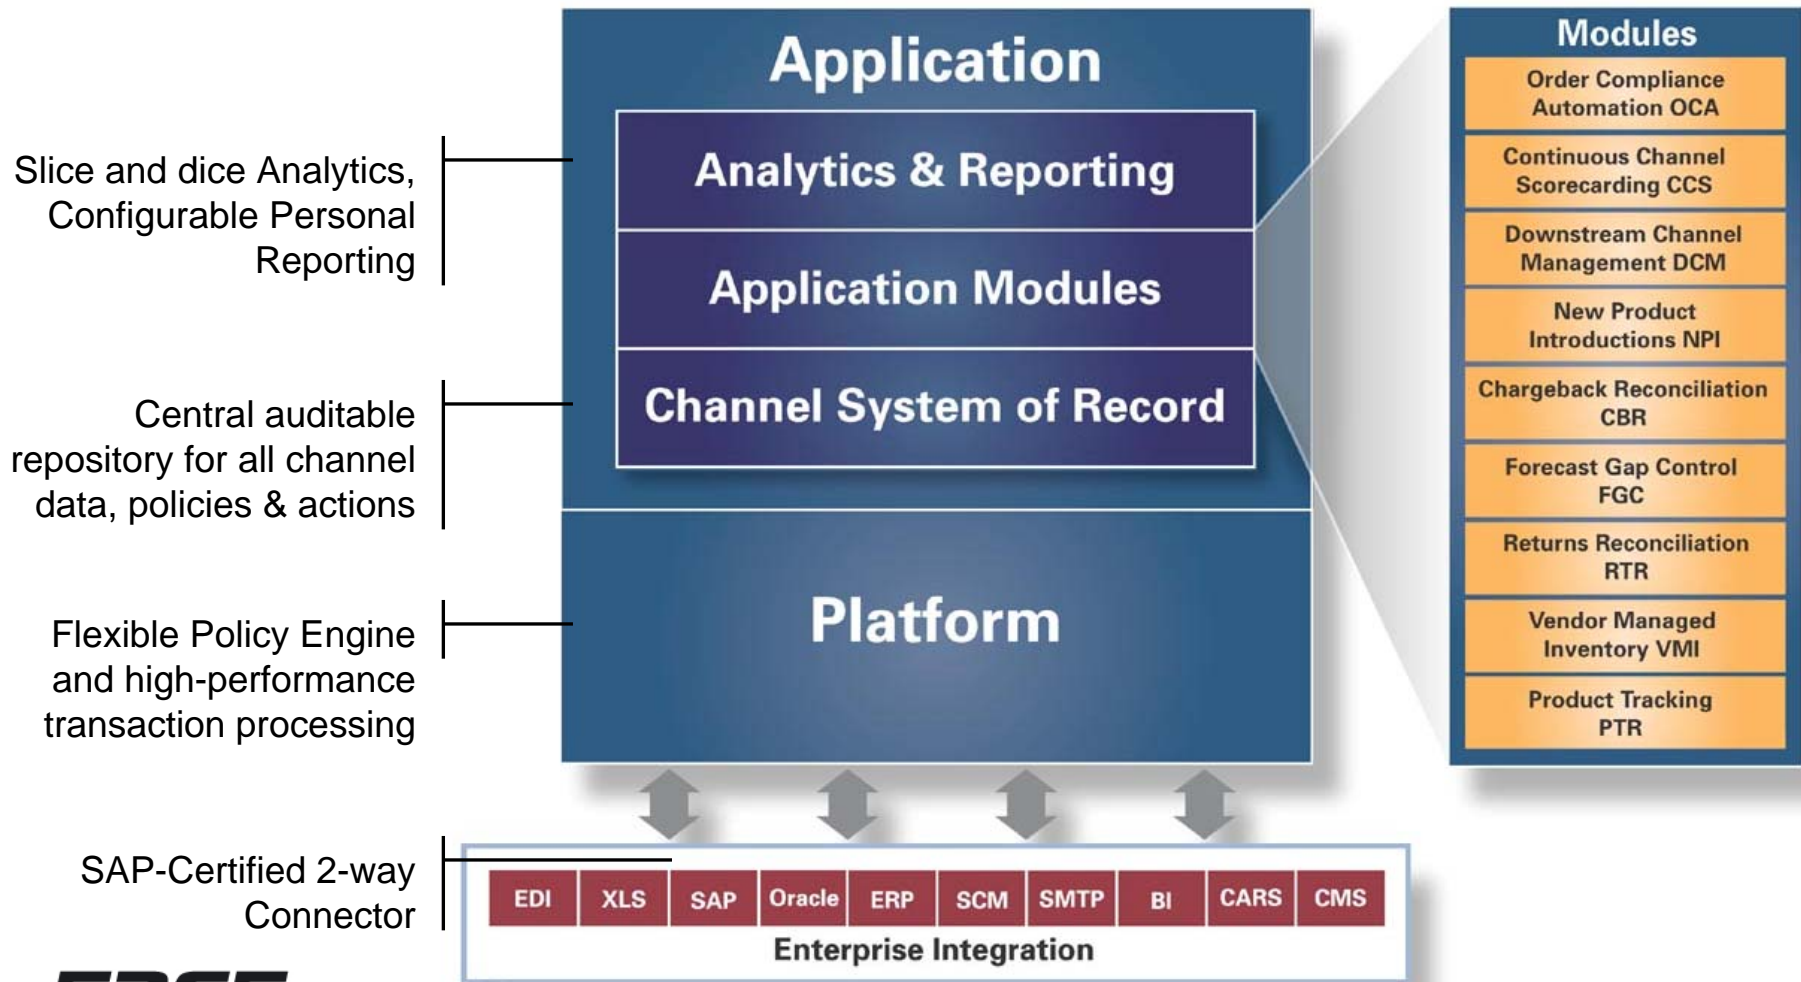 Application
Analytics & Reporting
Application Modules
Channel System of Record
Platform
Slice and dice Analytics,
Configurable Personal
Reporting
Central auditable
repository for all channel
data, policies & actions
Flexible Policy Engine
and high-performance
transaction processing
SAP-Certified 2-way
Connector
EDI
XLS
SAP
Oracle
ERP
SCM
SMTP
BI
CARS
CMS
Enterprise Integration
Modules
Order Compliance
Automation OCA
Continuous Channel
Scorecarding CCS
Downstream Channel
Management DCM
New Product
Introductions NPI
Chargeback Reconciliation
CBR
Forecast Gap Control
FGC
Returns Reconciliation
RTR
Vendor Managed
Inventory VMI
Product Tracking
PTR